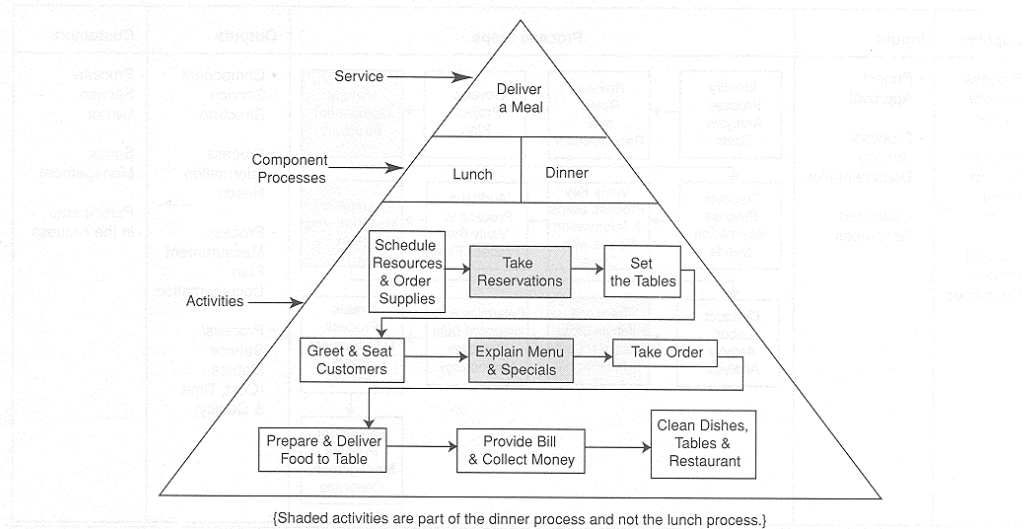 Service
Deliver
a Meal
Component
Processes
Lunch
Dinner
Activities
Schedule
Resources
& Order
Supplies
Take
Reservations
Set
the Tables
Greet & Seat
Customers
Explain Menu
& Specials
Take Order
Prepare & Deliver
Food to Table
Provide Bill
& Collect Money
Clean Dishes,
Tables &
Restaurant
{Shaded activities are part of the dinner process and not the lunch process.}